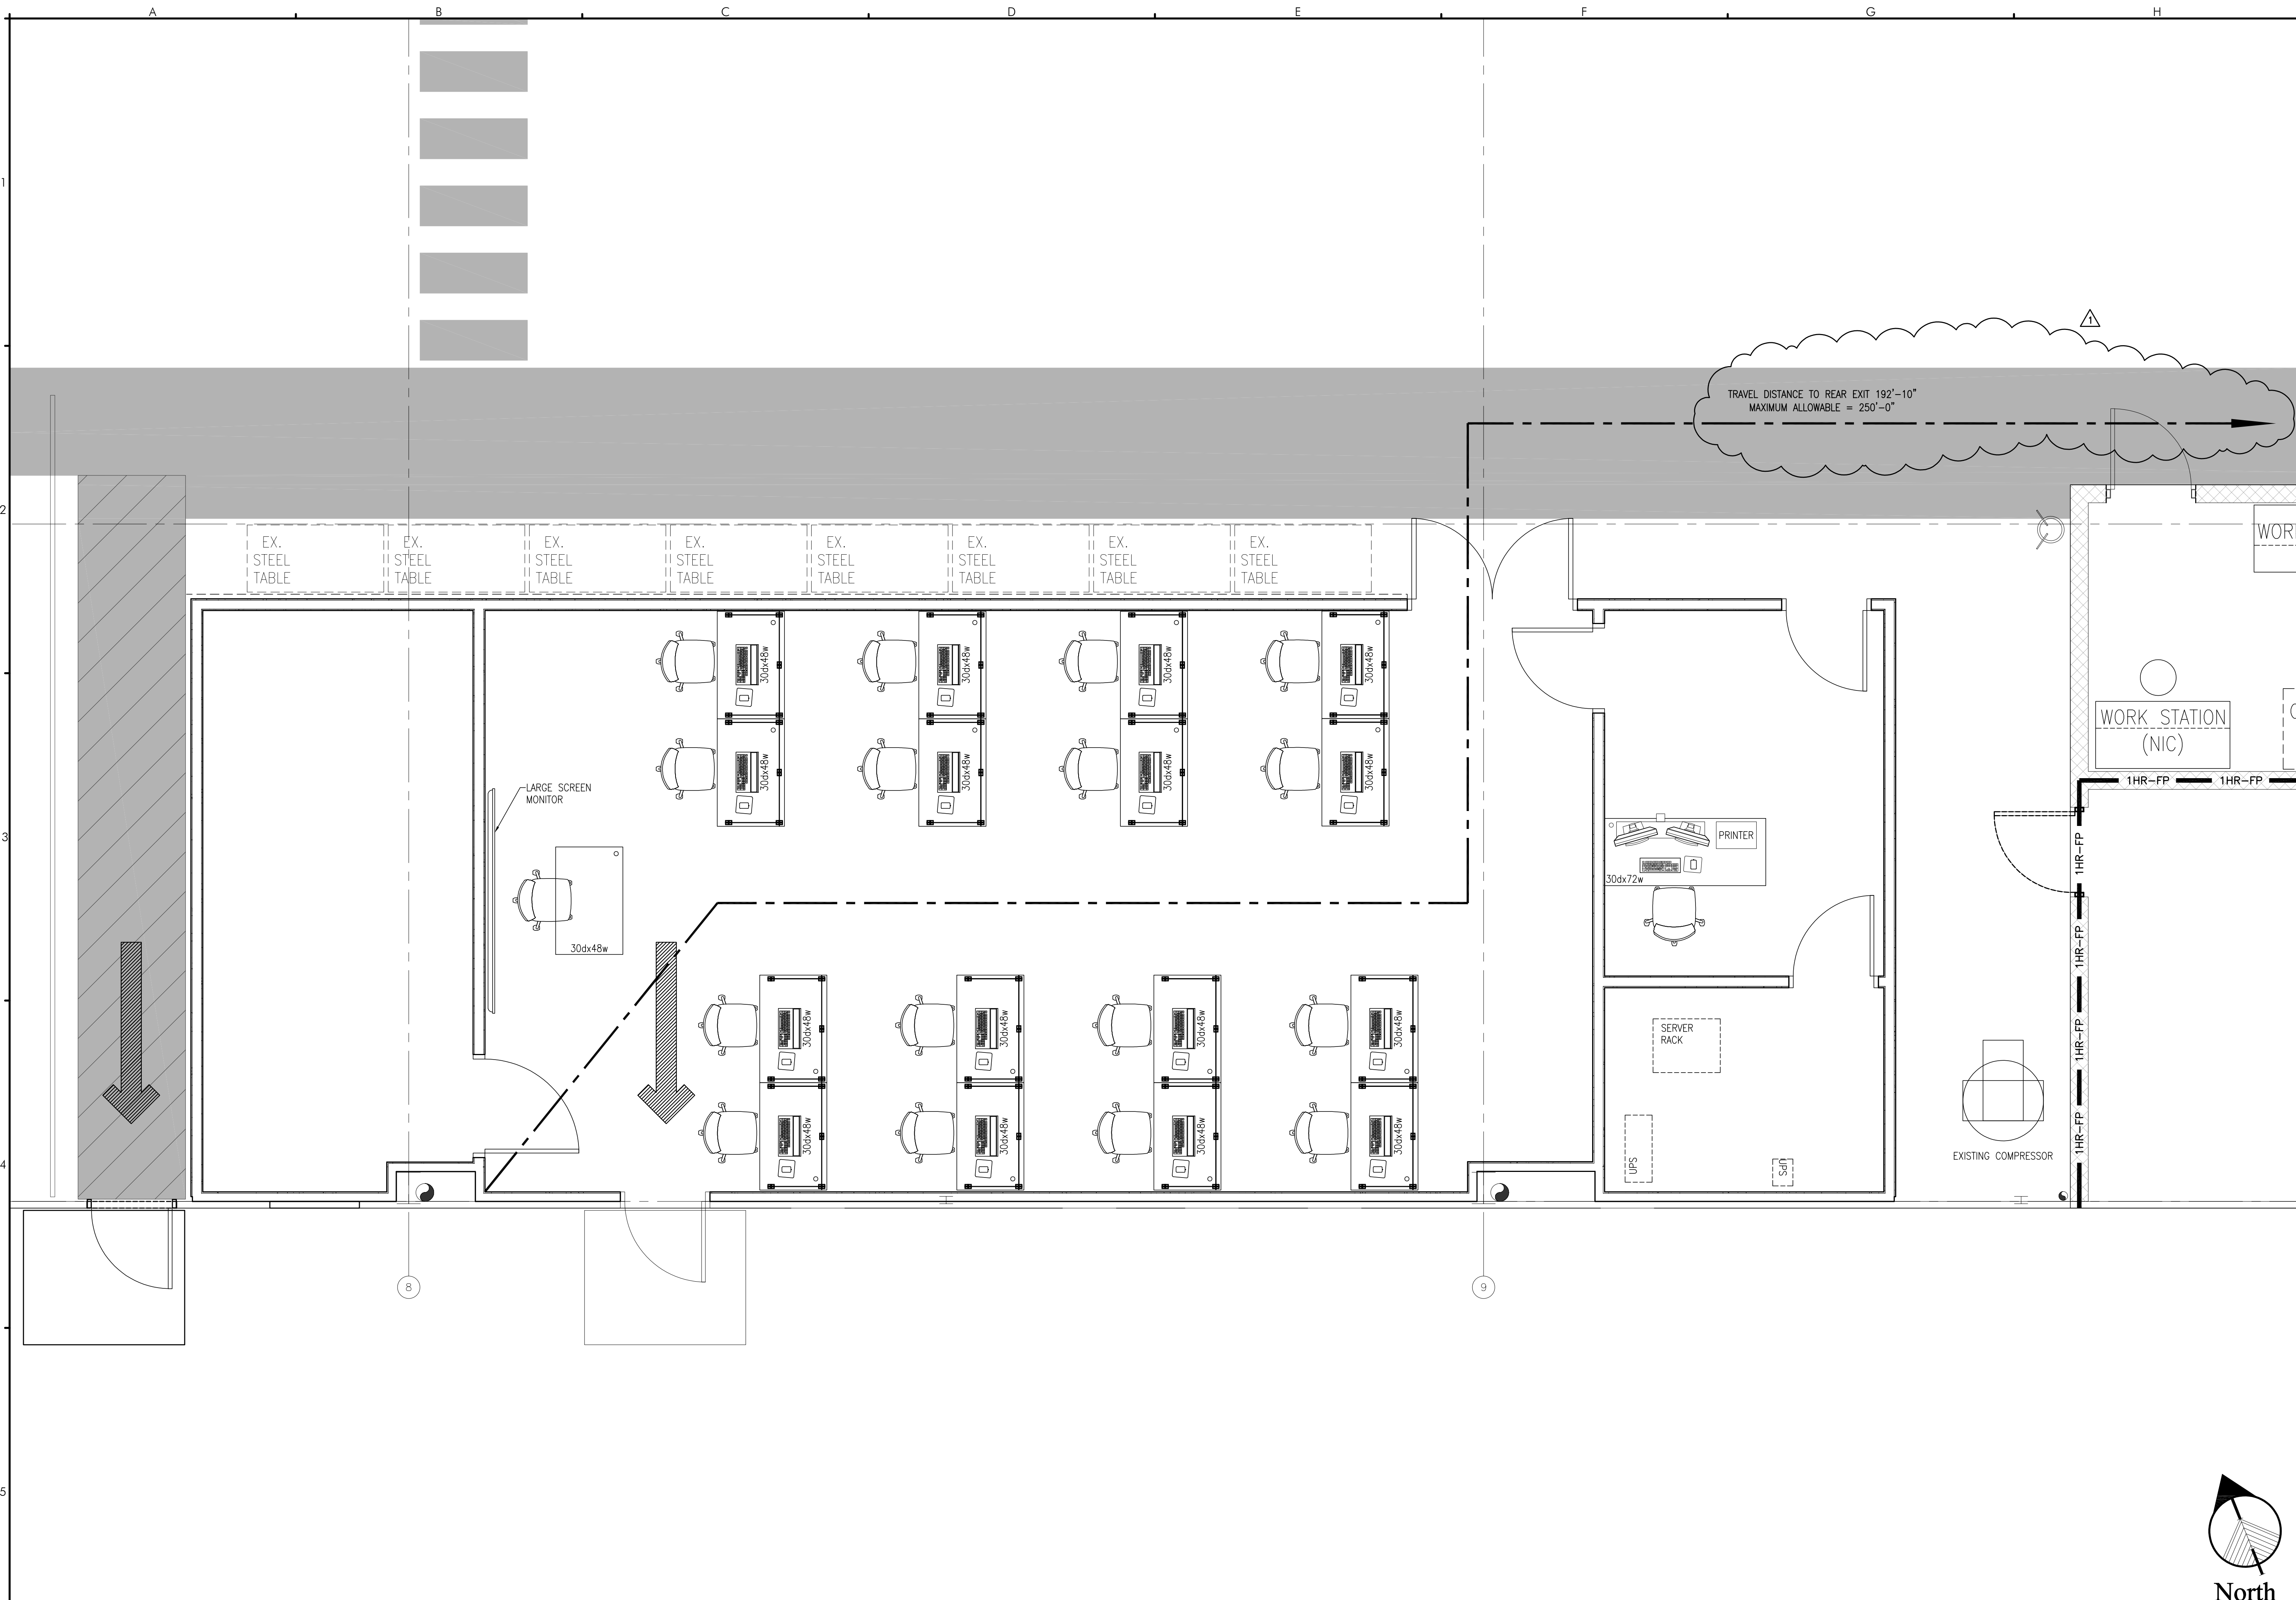 A B C D E F G H
1
1
TRAVEL DISTANCE TO REAR EXIT 192'-10"
MAXIMUM ALLOWABLE = 250'-0"
2
EX. EX. EX. EX. EX. EX. EX. EX.
STEEL STEEL STEEL STEEL STEEL STEEL STEEL STEEL
TABLE TABLE TABLE TABLE TABLE TABLE TABLE TABLE
30dx48w 30dx48w 30dx48w 30dx48w
WORK STATION
(NIC)
30dx48w 30dx48w 30dx48w 30dx48w
1HR-FP 1HR-FP
LARGE SCREEN
MONITOR
3
PRINTER
1HR-FP
30dx72w
30dx48w
1HR-FP
30dx48w 30dx48w 30dx48w 30dx48w
SERVER
RACK
1HR-FP
30dx48w 30dx48w 30dx48w 30dx48w
1HR-FP
4
UPS
UPS
EXISTING COMPRESSOR
8
9
5
North